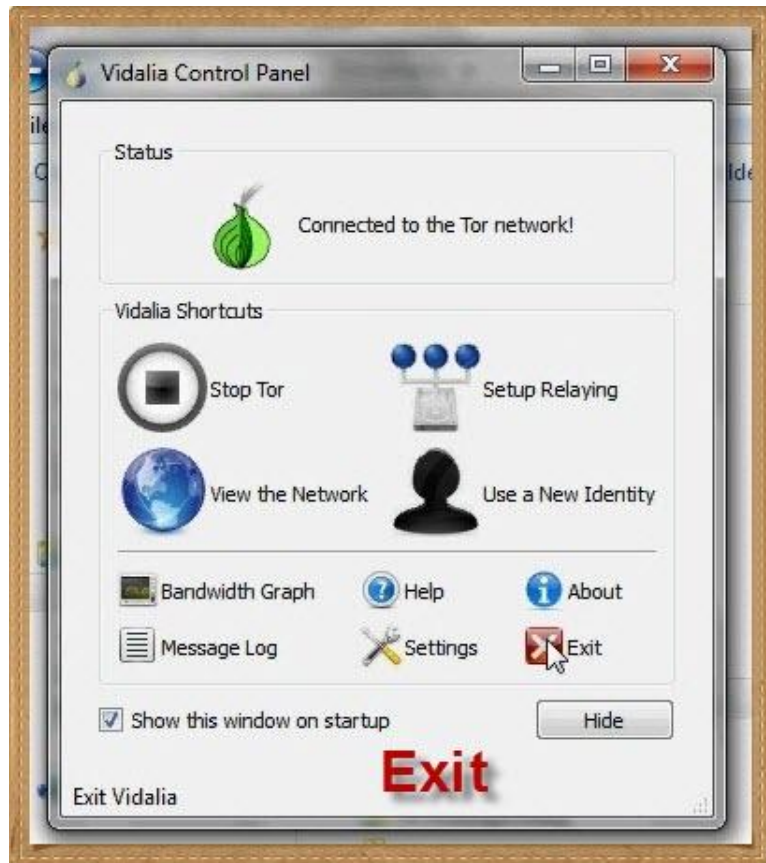 Vidalia Control Panel
Status
Connected to the Tor network!
Vidalia Shortcuts
Stop Tor
Setup Relaying
View the Network
Use a New Identity
Bandwidth Graph
Help
About
Message Log
Settings
Exit
Show this window on startup
Hide
Exit
Exit Vidalia